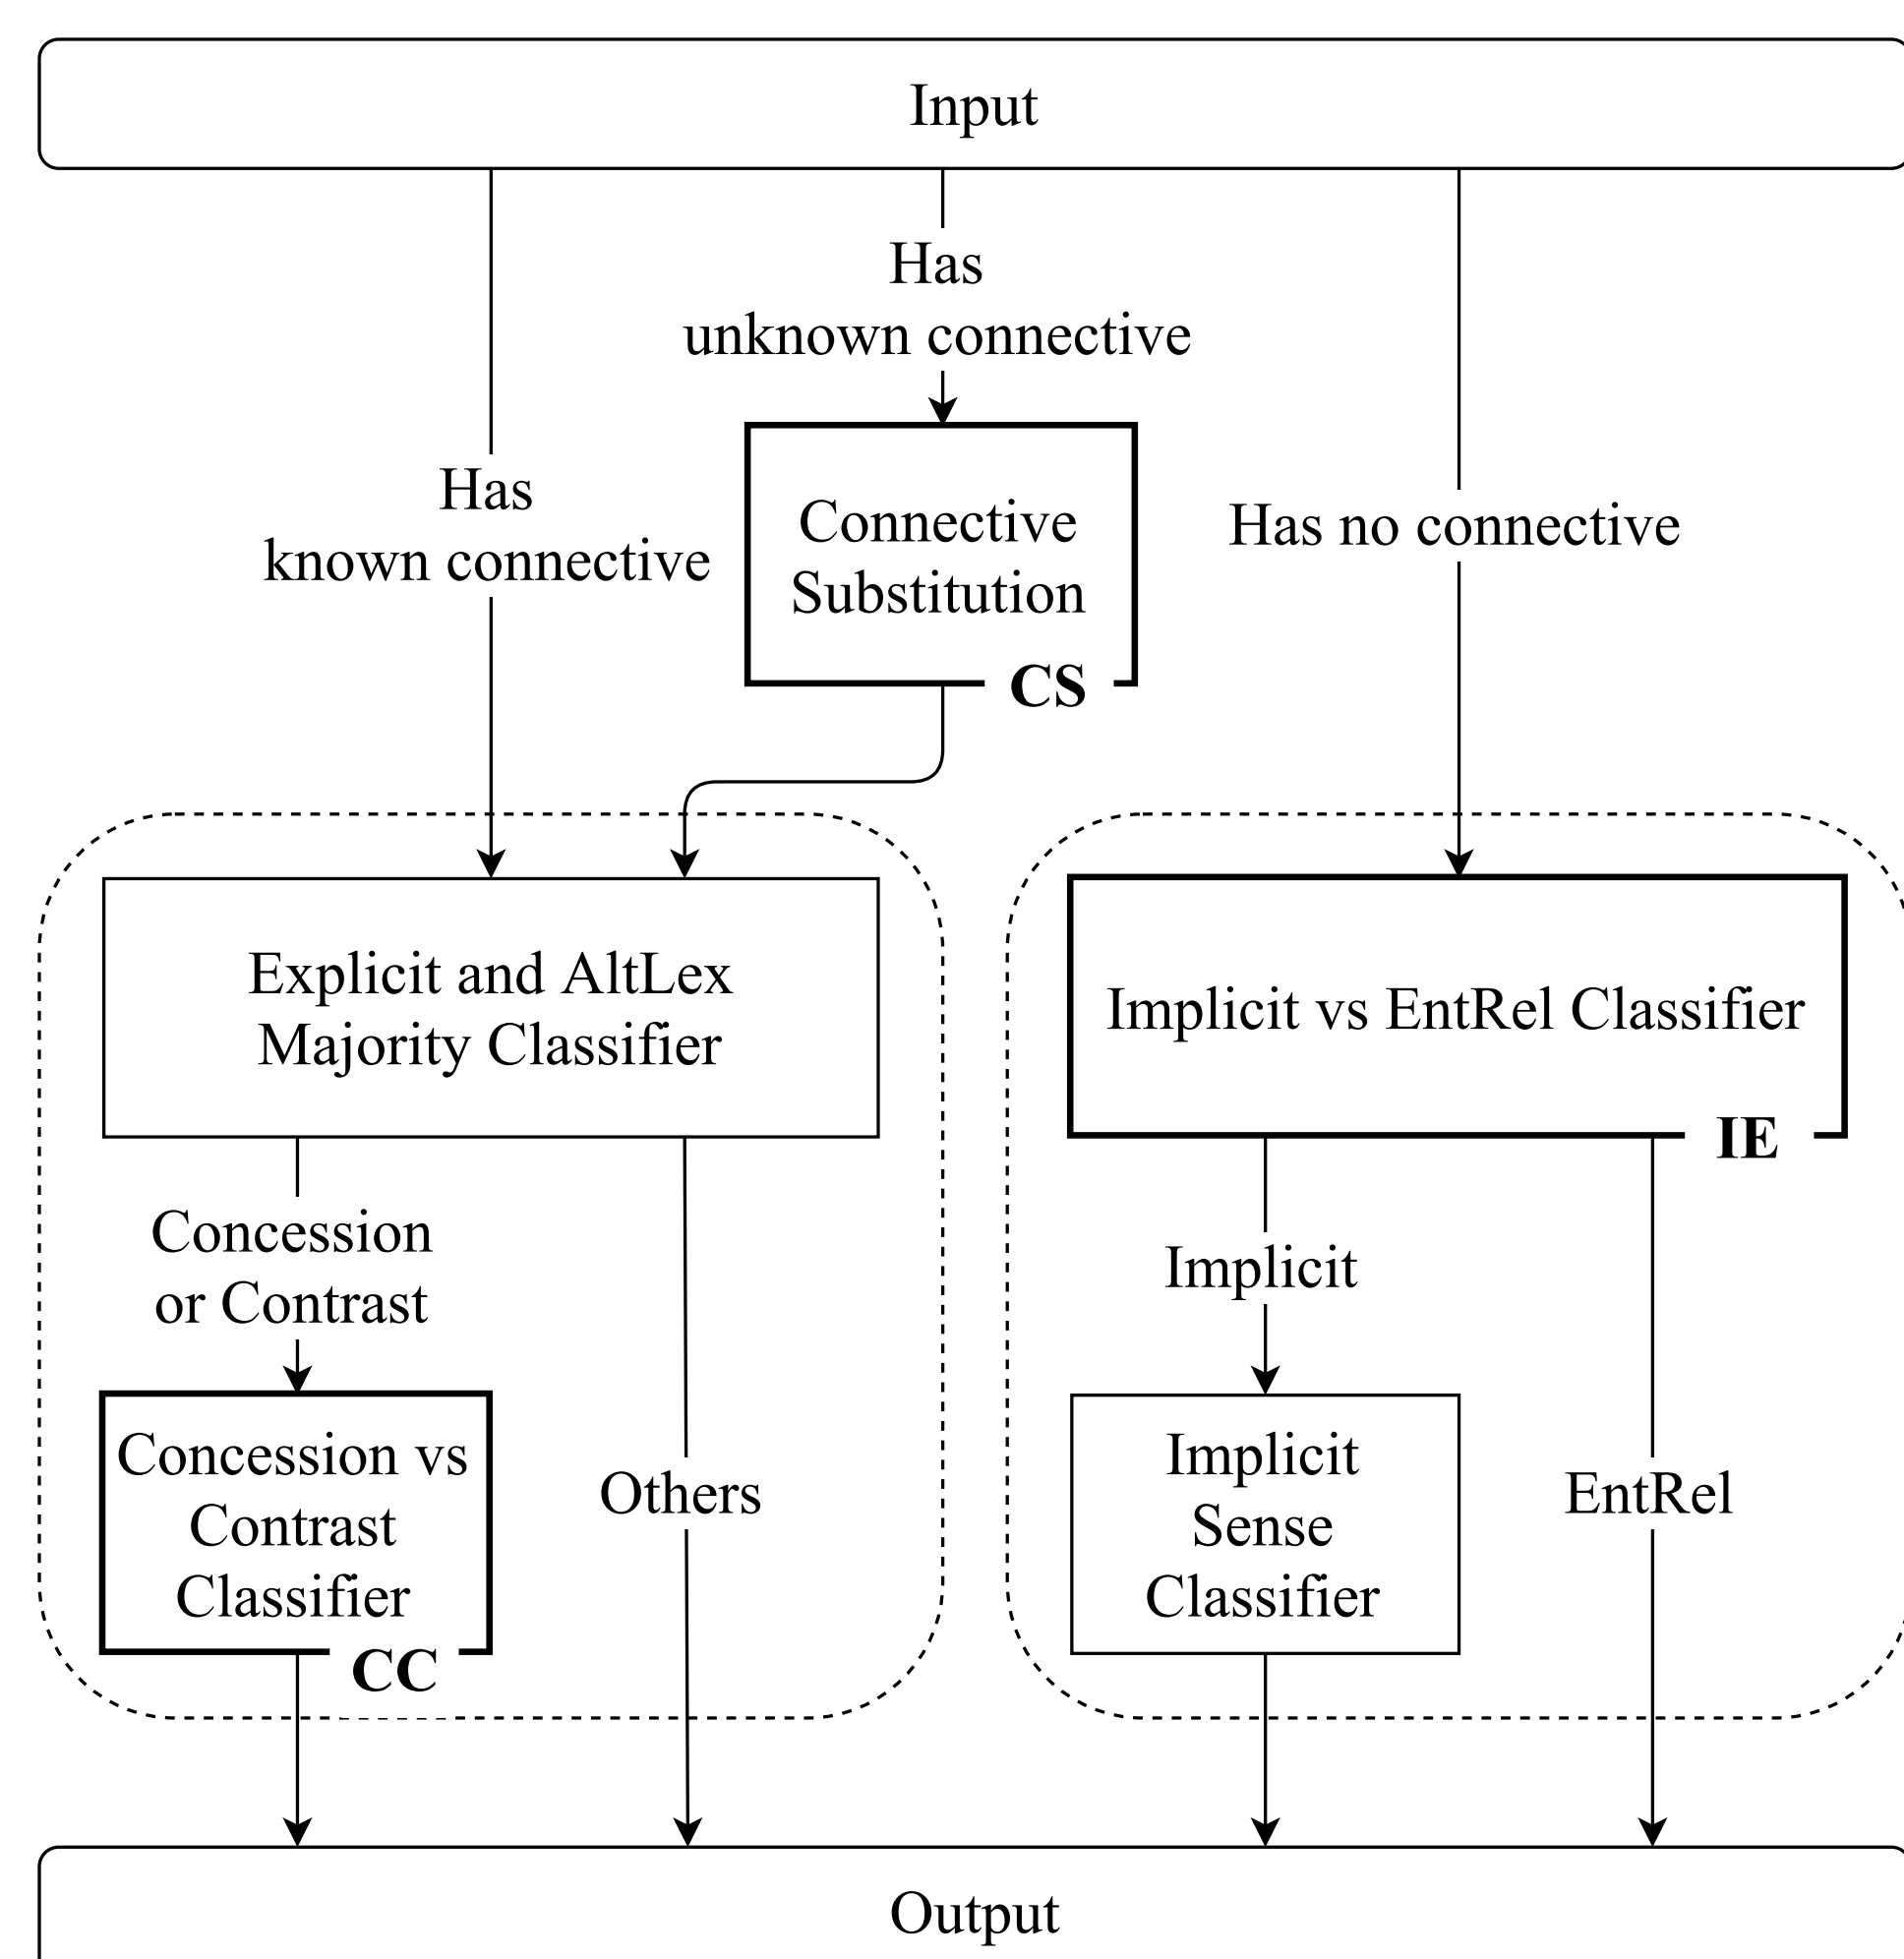 Input
Has
unknown connective
Has
known connective
Connective
Substitution
CS
Has no connective
Explicit and AltLex
Majority Classifier
Implicit vs EntRel Classifier
IE
Concession
or Contrast
Others
Implicit
EntRel
Concession vs
Contrast
Classifier
CC
Implicit
Sense
Classifier
Output